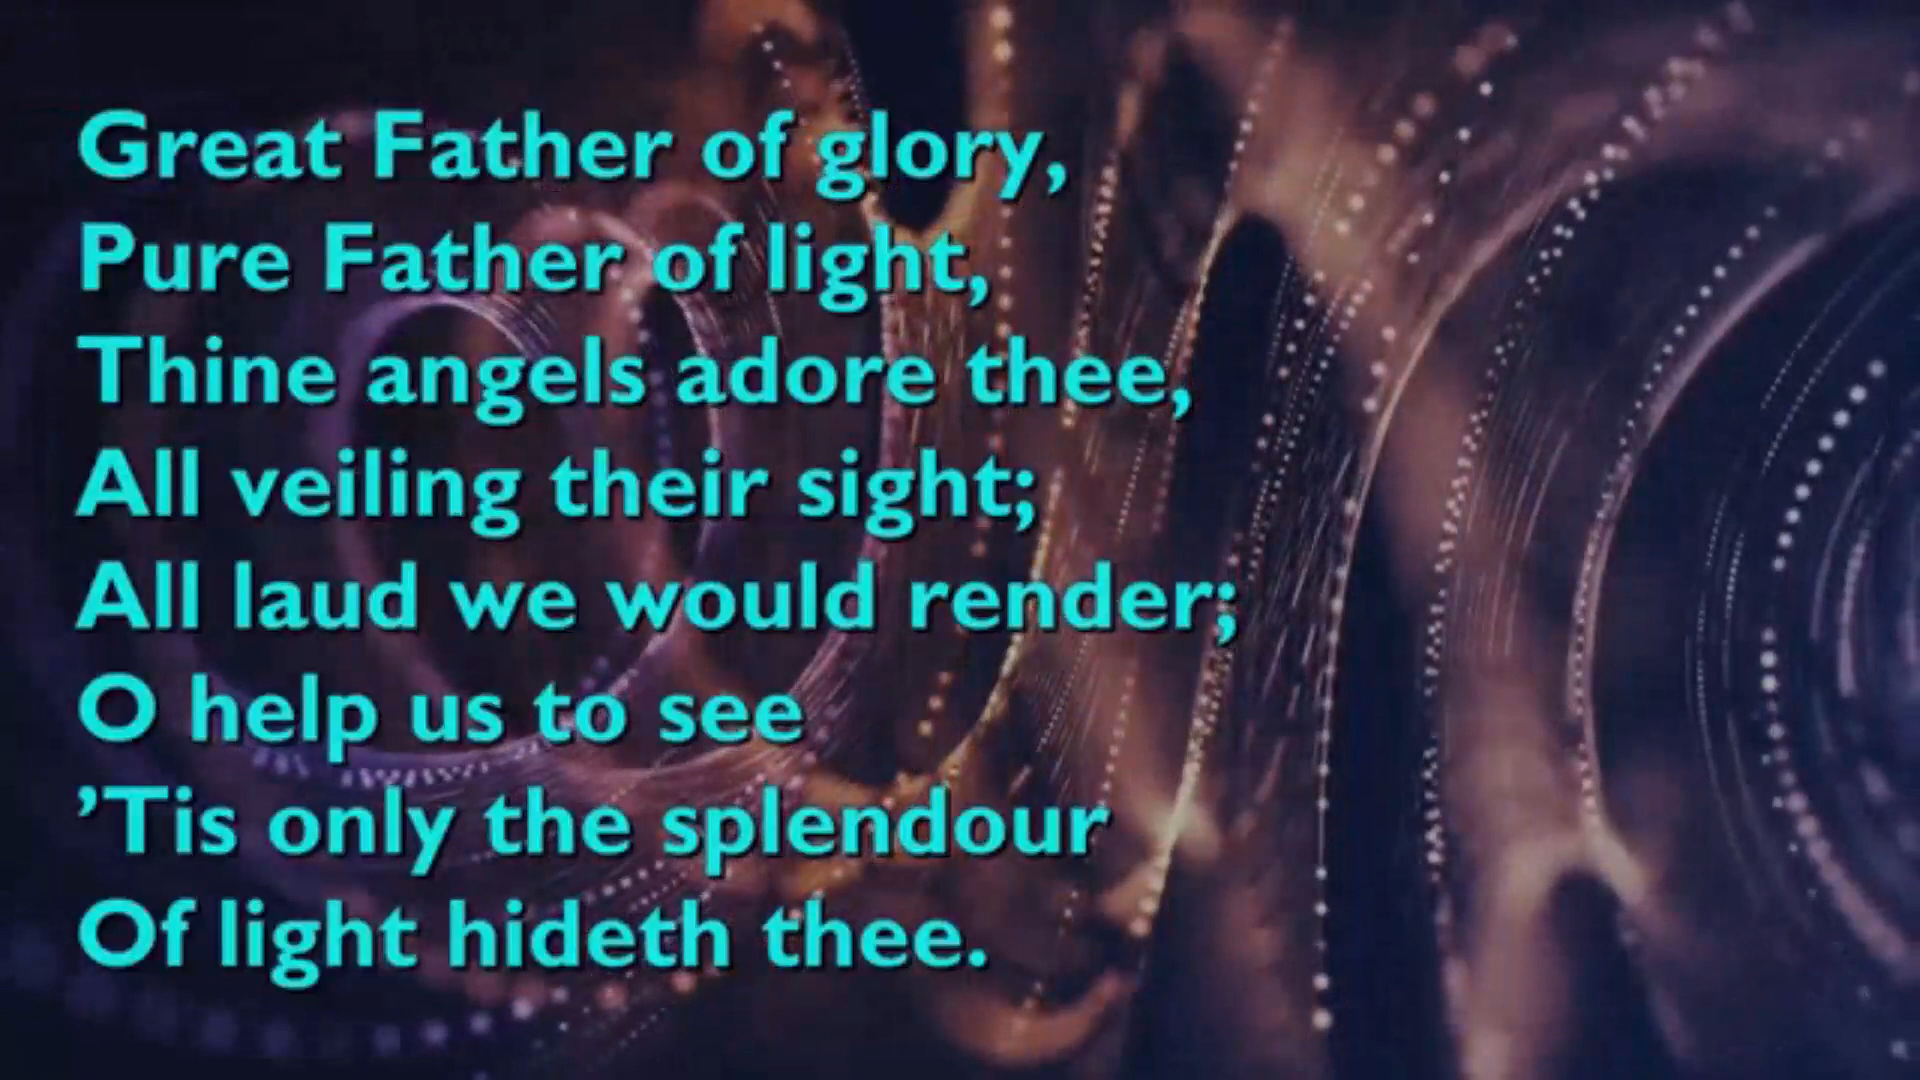 Great Father of glory,
Pure Father of light,
Thine angels adore thee,
All veiling their sight;
All laud we would render;
O help us to see
’Tis only the splendour
Of light hideth thee.